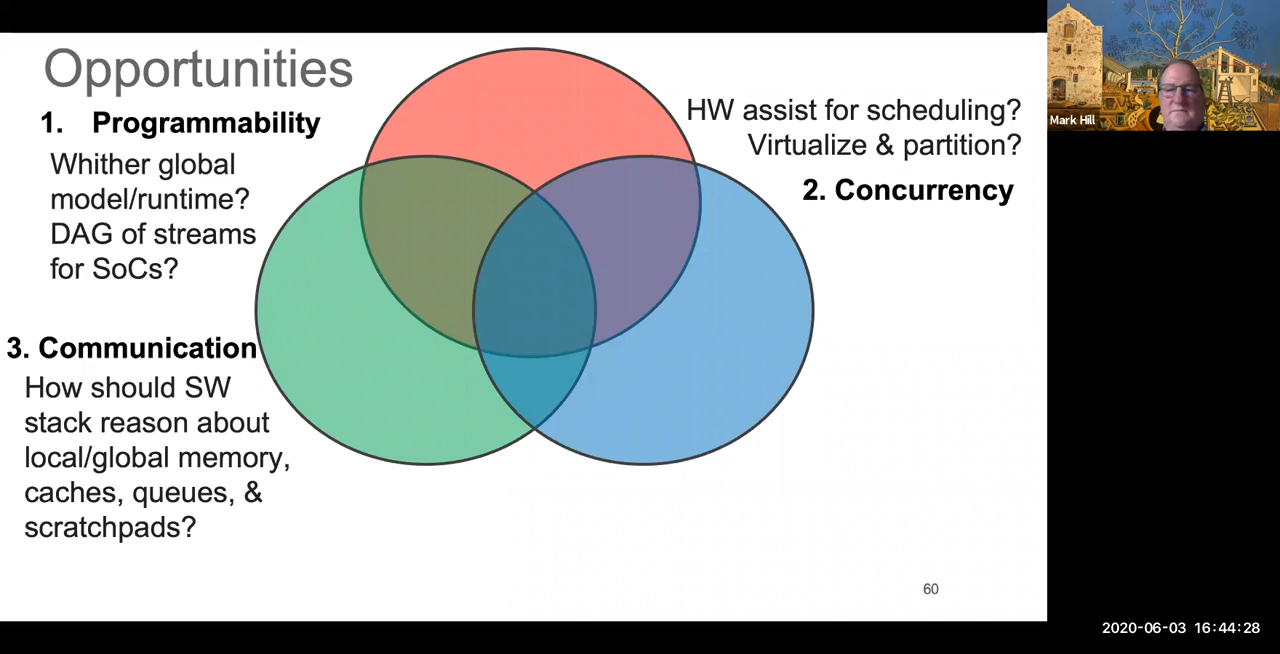 Opportunities
1. Programmability
Whither global
model/runtime?
DAG of streams
for SoCs?
HW assist for scheduling?
Virtualize & partition?
2. Concurrency
3. Communication
How should SW
stack reason about
local/global memory,
caches, queues, &
scratchpads?
60
Mark Hill
2020-06-03 16:44:28